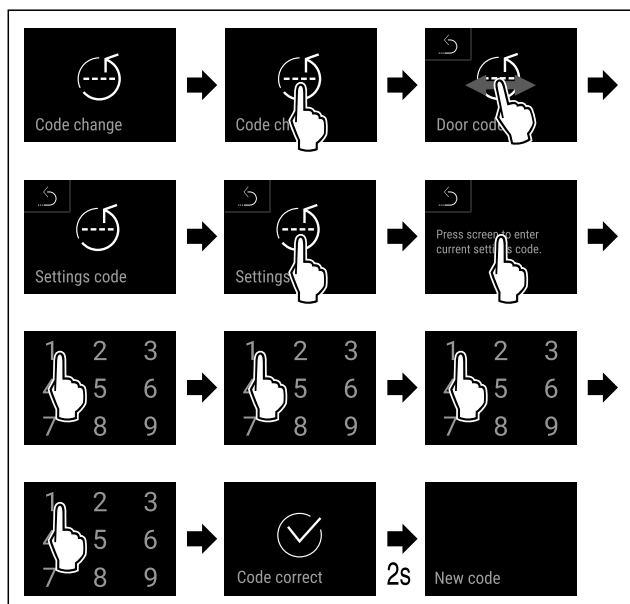 Code change
Code ch
Door cod
Settings code
Settings
Press screen to enter
current settings code.
1 2 3
4 5 6
7 8 9
1 2 3
4 5 6
7 8 9
1 2 3
4 5 6
7 8 9
1 2 3
4 5 6
7 8 9
Code correct
2s
New code